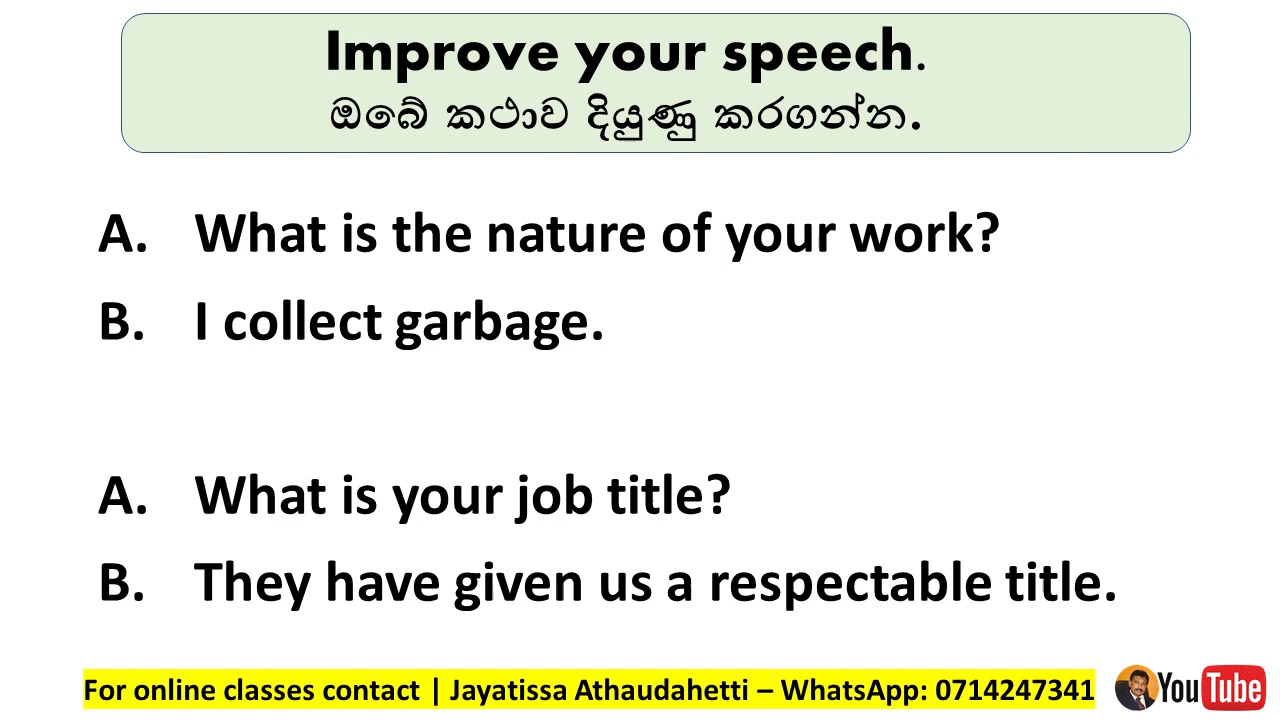 Improve your speech.
ඔබේ කථාව දියුණු කරගන්න.
A. What is the nature of your work?
B. I collect garbage.
A. What is your job title?
B. They have given us a respectable title.
For online classes contact | Jayatissa Athaudahetti – WhatsApp: 0714247341
YouTube